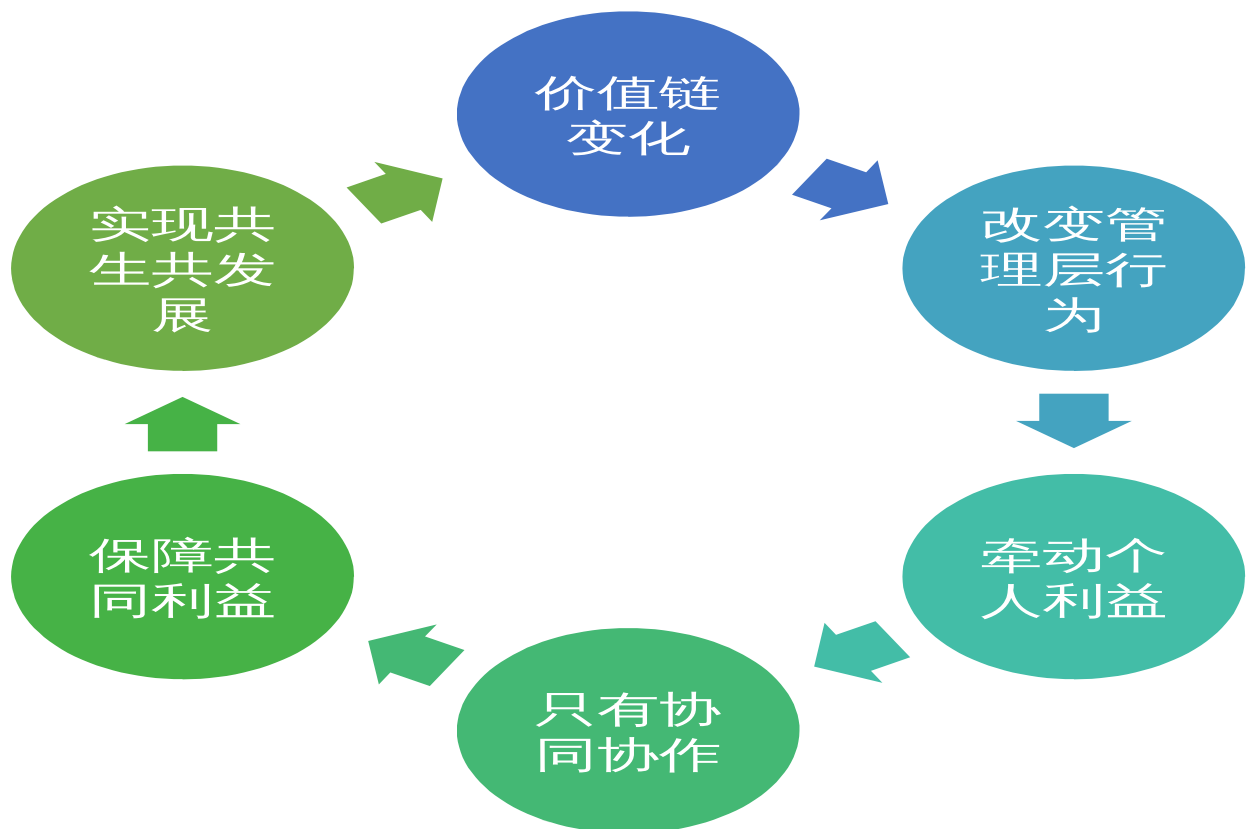 价值链
变化
改变管
理层行
为
牵动个
人利益
只有协
同协作
保障共
同利益
实现共
生共发
展